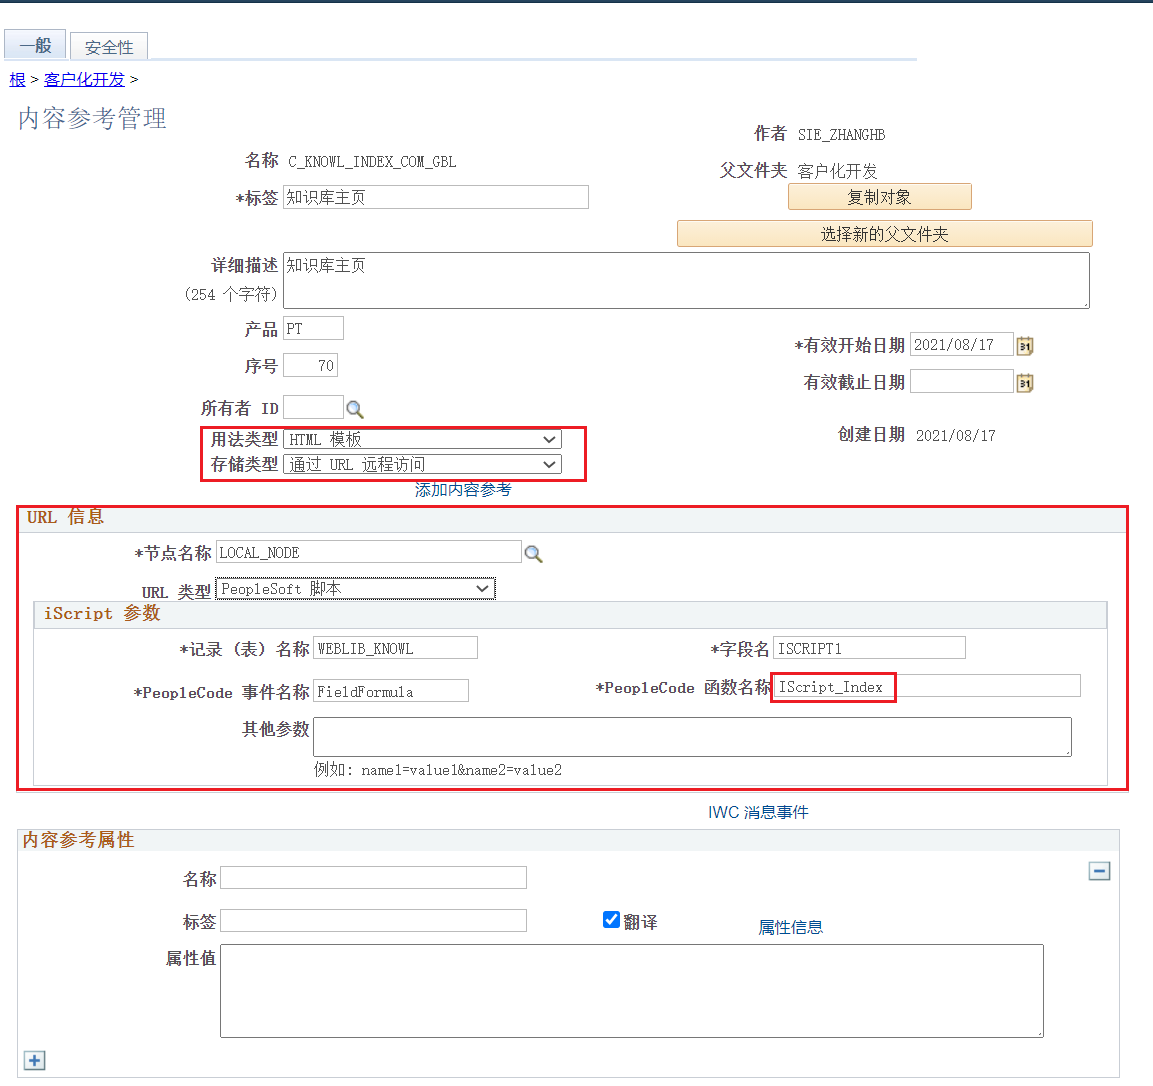 一般 安全性
根 > 客户化开发 >
内容参考管理
作者 SIE_ZHANGHB
名称 C_KNOWL_INDEX_COM_GBL
父文件夹 客户化开发
*标签 知识库主页
复制对象
选择新的父文件夹
详细描述 知识库主页
(254 个字符)
产品 PT
*有效开始日期 2021/08/17
序号 70
有效截止日期
所有者 ID
创建日期 2021/08/17
用法类型 HTML 模板
存储类型 通过 URL 远程访问
添加内容参考
URL 信息
*节点名称 LOCAL_NODE
URL 类型 PeopleSoft 脚本
iScript 参数
*记录（表）名称 WEBLIB_KNOWL *字段名 ISCRIPT1
*PeopleCode 事件名称 FieldFormula *PeopleCode 函数名称 IScript_Index
其他参数
例如: name1=value1&name2=value2
IWC 消息事件
内容参考属性
名称
标签 翻译 属性信息
属性值